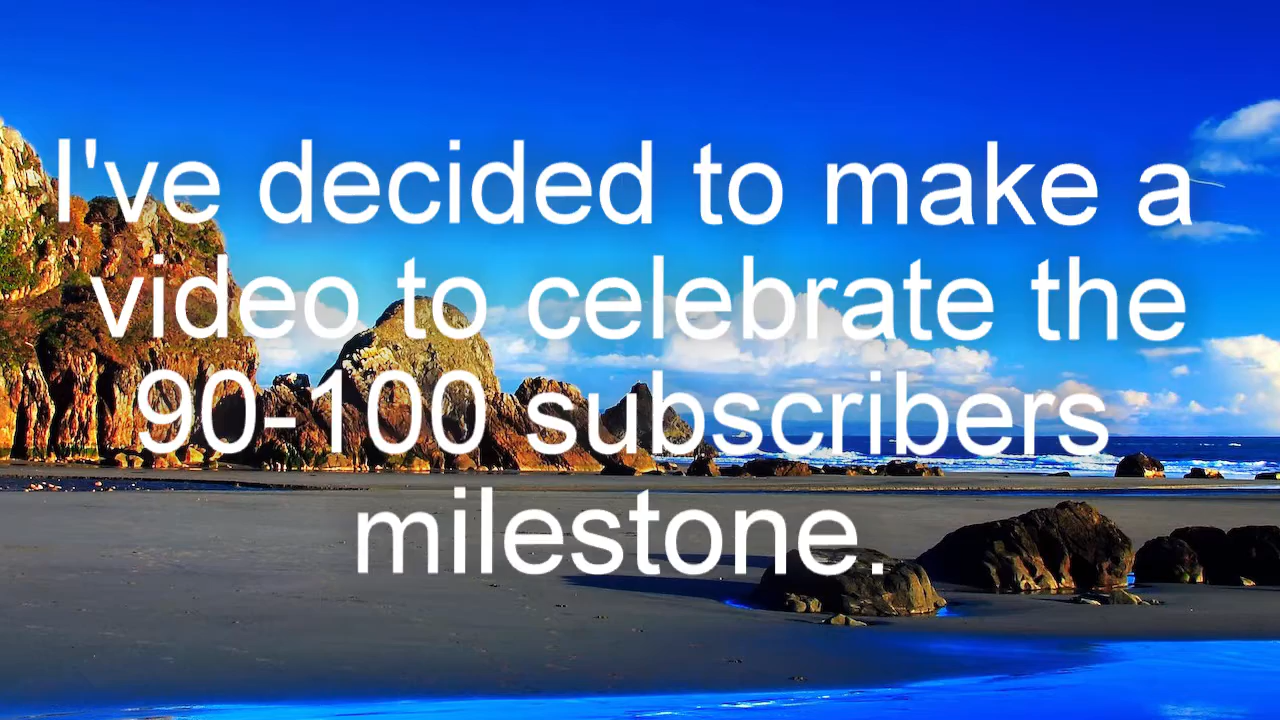 I've decided to make a
video to celebrate the
90-100 subscribers
milestone.